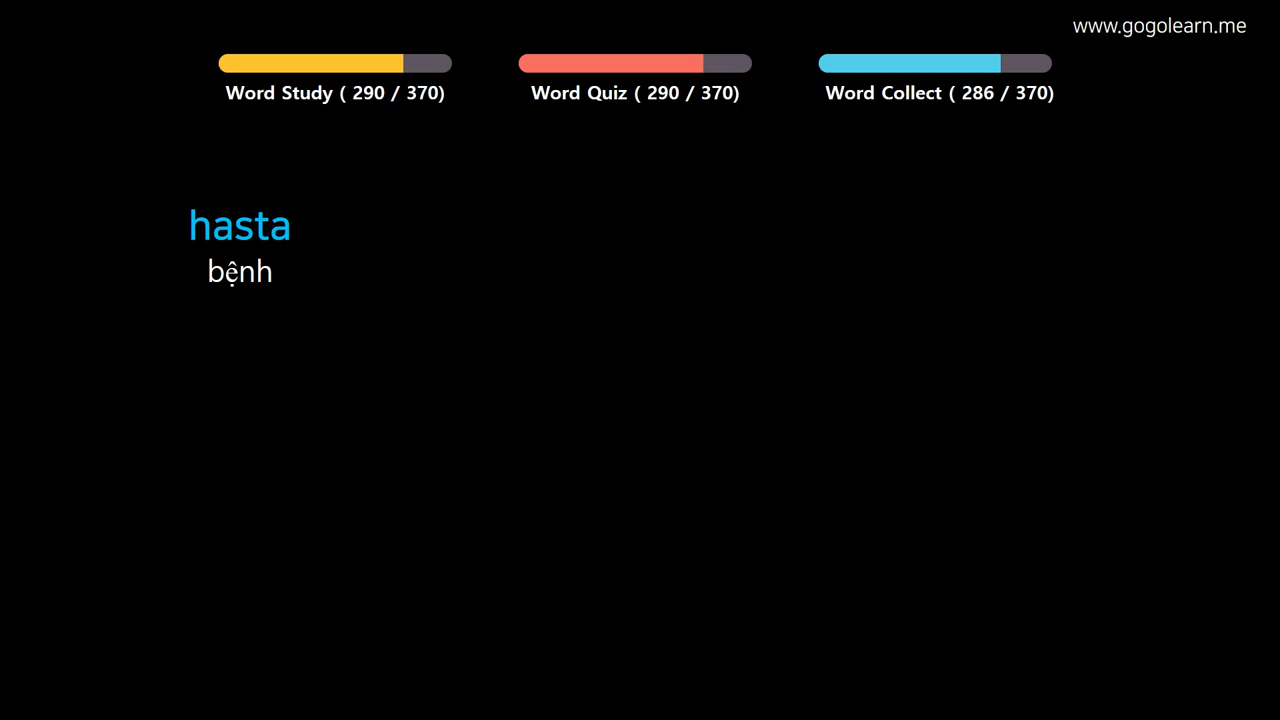 www.gogolearn.me
Word Study ( 290 / 370)
Word Quiz ( 290 / 370)
Word Collect ( 286 / 370)
hasta
bệnh